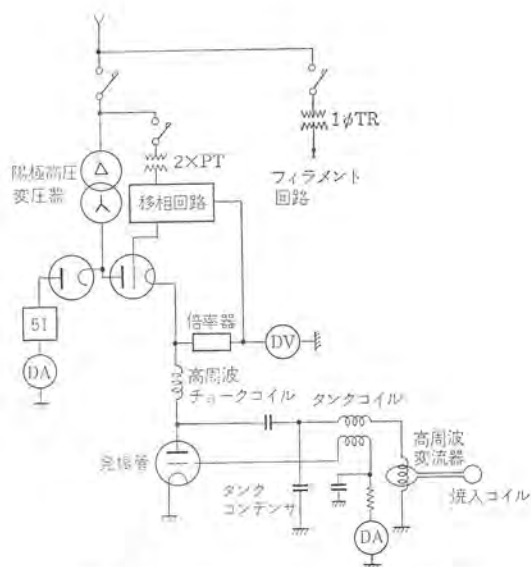 1φTR
2×PT
フィラメント
回路
陽極高圧
変圧器
移相回路
51
DA
倍率器
DV
高周波
チョークコイル
タンクコイル
高周波
変流器
発振管
タンク
コンデンサ
焼入コイル
DA